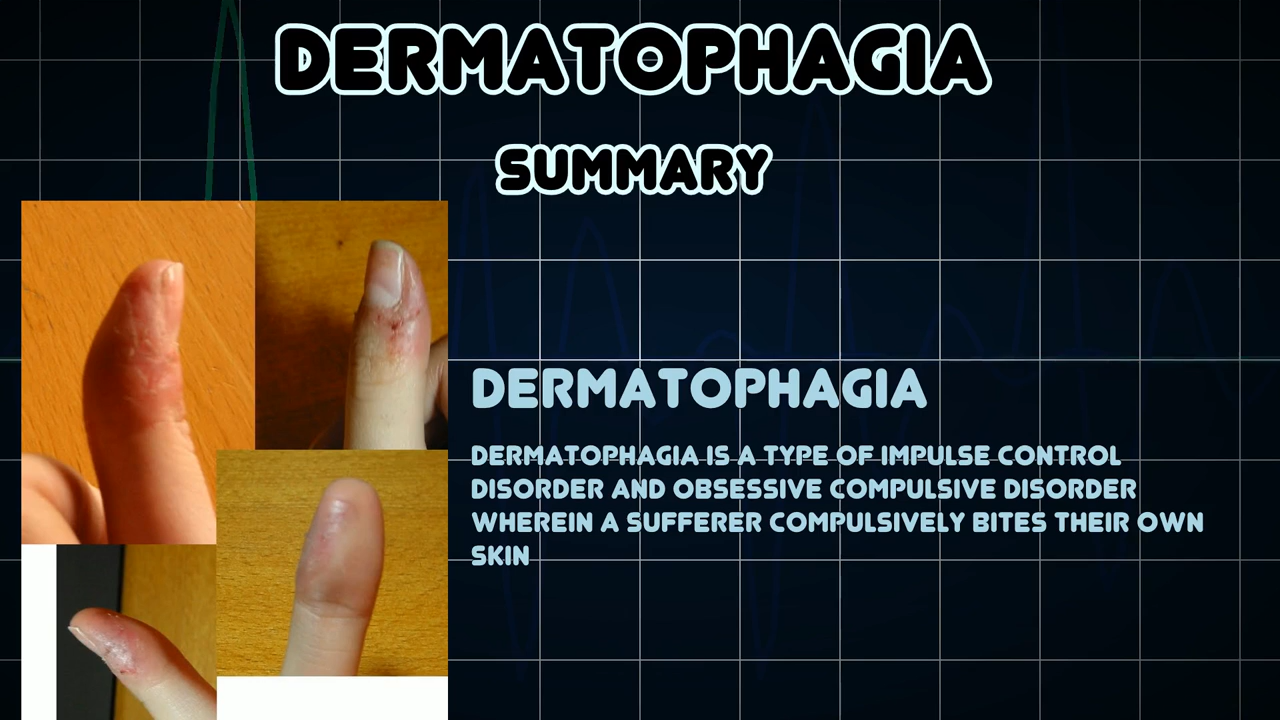 DERMATOPHAGIA
SUMMARY
DERMATOPHAGIA
DERMATOPHAGIA IS A TYPE OF IMPULSE CONTROL
DISORDER AND OBSESSIVE COMPULSIVE DISORDER
WHEREIN A SUFFERER COMPULSIVELY BITES THEIR OWN
SKIN